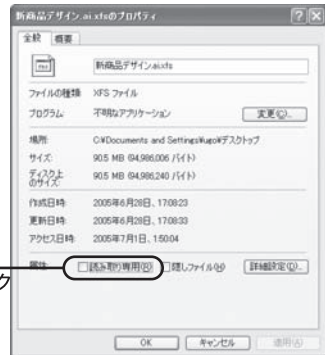 新商品デザイン.ai.xfsのプロパティ
全般 概要
新商品デザイン.ai.xfs
ファイルの種類: XFS ファイル
プログラム: 不明なアプリケーション 変更(C)...
場所: C:¥Documents and Settings¥ugo¥デスクトップ
サイズ: 90.5 MB (94,986,006 バイト)
ディスク上
のサイズ: 90.5 MB (94,986,240 バイト)
作成日時: 2005年6月28日、17:08:23
更新日時: 2005年6月28日、17:08:33
アクセス日時: 2005年7月1日、1:50:04
属性: 読み取り専用(R) 隠しファイル(H) 詳細設定(D)...
ク
OK キャンセル 適用(A)